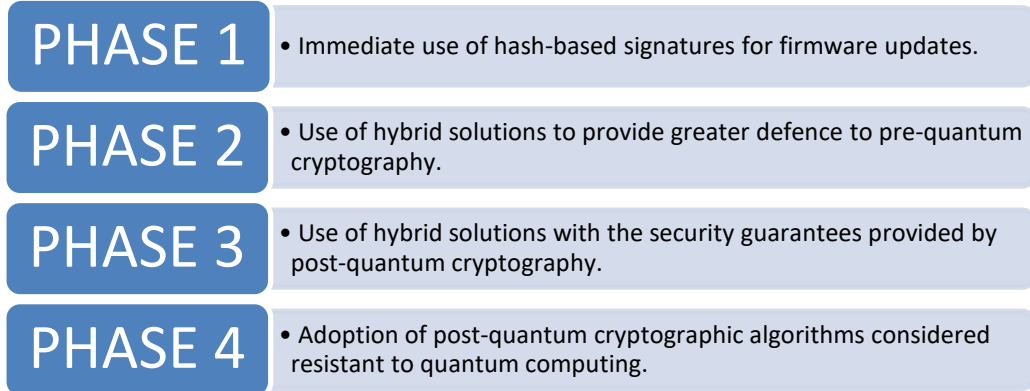 PHASE 1
• Immediate use of hash-based signatures for firmware updates.
PHASE 2
• Use of hybrid solutions to provide greater defence to pre-quantum
cryptography.
PHASE 3
• Use of hybrid solutions with the security guarantees provided by
post-quantum cryptography.
PHASE 4
• Adoption of post-quantum cryptographic algorithms considered
resistant to quantum computing.